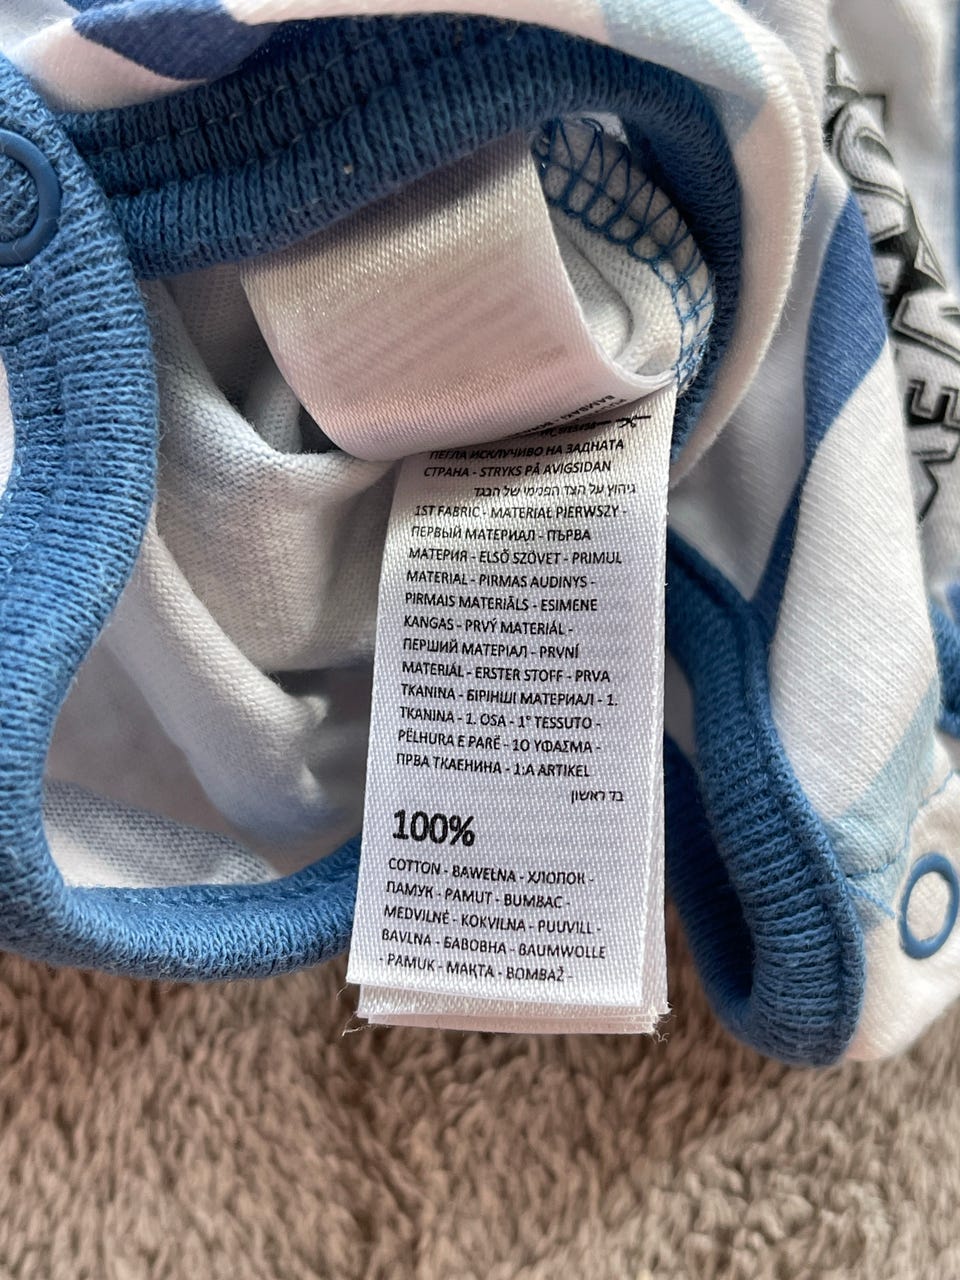 ПЕГЛА ИСКЛУЧИВО НА ЗАДНАТА
СТРАНА - STRYKS PÅ AVIGSIDAN
גיהוץ על הצד הפנימי של הבגד
1ST FABRIC - MATERIAŁ PIERWSZY -
ПЕРВЫЙ МАТЕРИАЛ - ПЪРВА
МАТЕРИЯ - ELSŐ SZÖVET - PRIMUL
MATERIAL - PIRMAS AUDINYS -
PIRMAIS MATERIĀLS - ESIMENE
KANGAS - PRVÝ MATERIÁL -
ПЕРШИЙ МАТЕРІАЛ - PRVNÍ
MATERIÁL - ERSTER STOFF - PRVA
TKANINA - БІРІНШІ МАТЕРИАЛ - 1.
TKANINA - 1. OSA - 1° TESSUTO -
PËLHURA E PARË - 1Ο ΥΦΑΣΜΑ -
ПРВА ТКАЕНИНА - 1:A ARTIKEL
בד ראשון
100%
COTTON - BAWEŁNA - ХЛОПОК -
ПАМУК - PAMUT - BUMBAC -
MEDVILNĖ - KOKVILNA - PUUVILL -
BAVLNA - БАВОВНА - BAUMWOLLE
- PAMUK - МАКТА - BOMBAŽ -